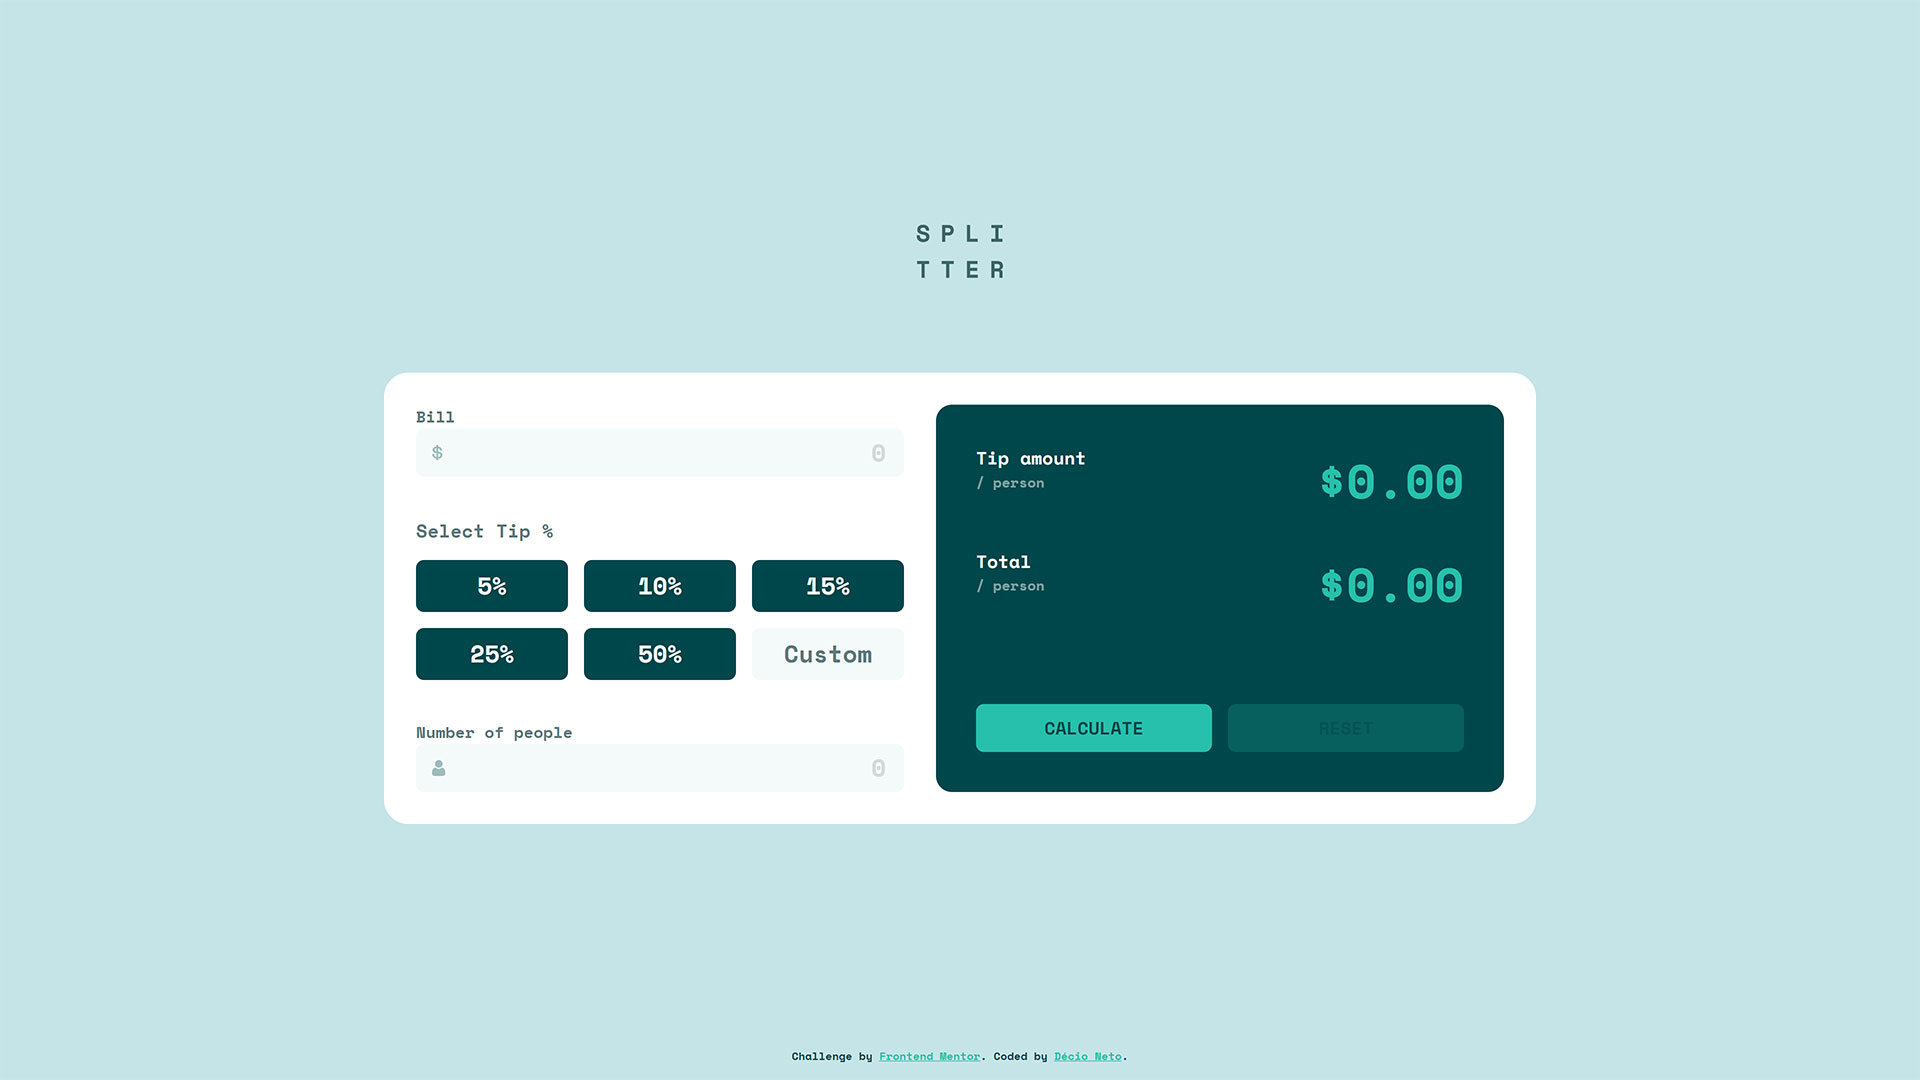 SPLI
TTER
Bill
$ 0
Select Tip %
5% 10% 15%
25% 50% Custom
Number of people
0
Tip amount
/ person
$0.00
Total
/ person
$0.00
CALCULATE RESET
Challenge by Frontend Mentor. Coded by Décio Neto.